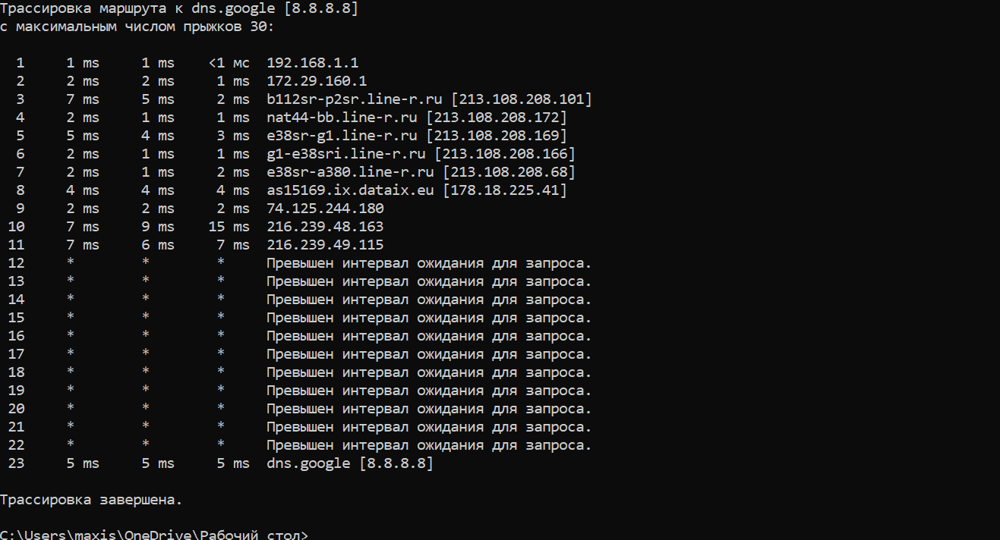 Трассировка маршрута к dns.google [8.8.8.8]
с максимальным числом прыжков 30:
1 1 ms 1 ms <1 мс 192.168.1.1
2 2 ms 2 ms 1 ms 172.29.160.1
3 7 ms 5 ms 2 ms b112sr-p2sr.line-r.ru [213.108.208.101]
4 2 ms 1 ms 1 ms nat44-bb.line-r.ru [213.108.208.172]
5 5 ms 4 ms 3 ms e38sr-g1.line-r.ru [213.108.208.169]
6 2 ms 1 ms 1 ms g1-e38sri.line-r.ru [213.108.208.166]
7 2 ms 1 ms 2 ms e38sr-a380.line-r.ru [213.108.208.68]
8 4 ms 4 ms 4 ms as15169.ix.dataix.eu [178.18.225.41]
9 2 ms 2 ms 2 ms 74.125.244.180
10 7 ms 9 ms 15 ms 216.239.48.163
11 7 ms 6 ms 7 ms 216.239.49.115
12 * * * Превышен интервал ожидания для запроса.
13 * * * Превышен интервал ожидания для запроса.
14 * * * Превышен интервал ожидания для запроса.
15 * * * Превышен интервал ожидания для запроса.
16 * * * Превышен интервал ожидания для запроса.
17 * * * Превышен интервал ожидания для запроса.
18 * * * Превышен интервал ожидания для запроса.
19 * * * Превышен интервал ожидания для запроса.
20 * * * Превышен интервал ожидания для запроса.
21 * * * Превышен интервал ожидания для запроса.
22 * * * Превышен интервал ожидания для запроса.
23 5 ms 5 ms 5 ms dns.google [8.8.8.8]
Трассировка завершена.
C:\Users\maxis\OneDrive\Рабочий стол>